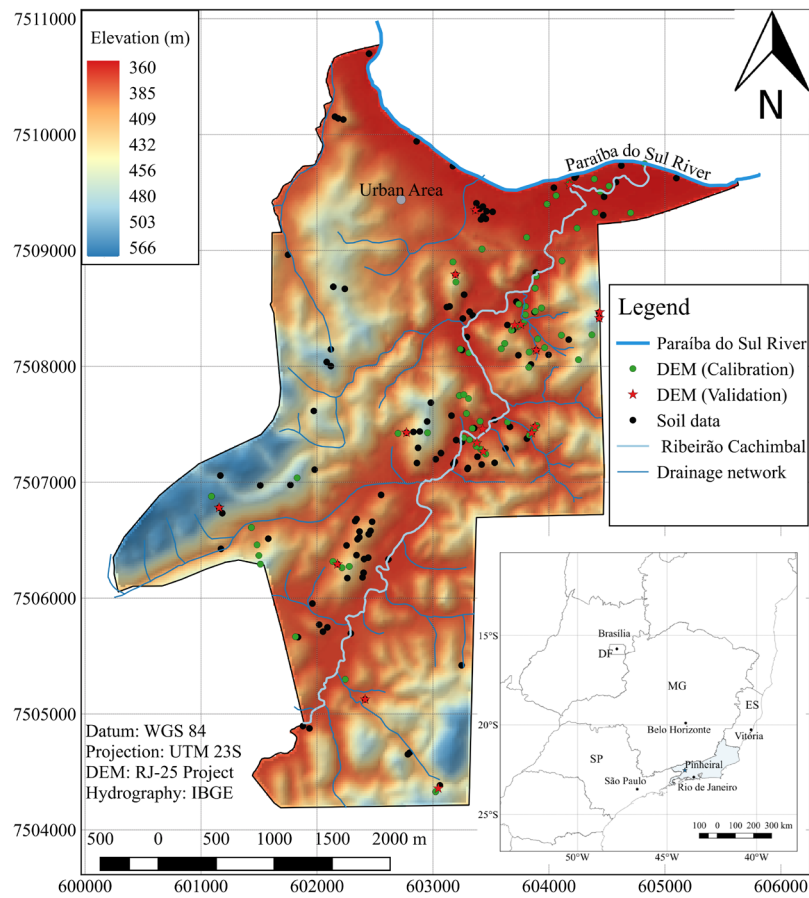 7511000
7510000
7509000
7508000
7507000
7506000
7505000
7504000
Elevation (m)
360
385
409
432
456
480
503
566
N
Paraíba do Sul River
Urban Area
Legend
Paraíba do Sul River
DEM (Calibration)
DEM (Validation)
Soil data
Ribeirão Cachimbal
Drainage network
Datum: WGS 84
Projection: UTM 23S
DEM: RJ-25 Project
Hydrography: IBGE
500 0 500 1000 1500 2000 m
600000 601000 602000 603000 604000 605000 606000
Brasília
DF
MG
ES
Belo Horizonte
Vitória
SP
Pinheiral
São Paulo
Rio de Janeiro
15°S
20°S
25°S
100 0 100 200 300 km
50°W 45°W 40°W